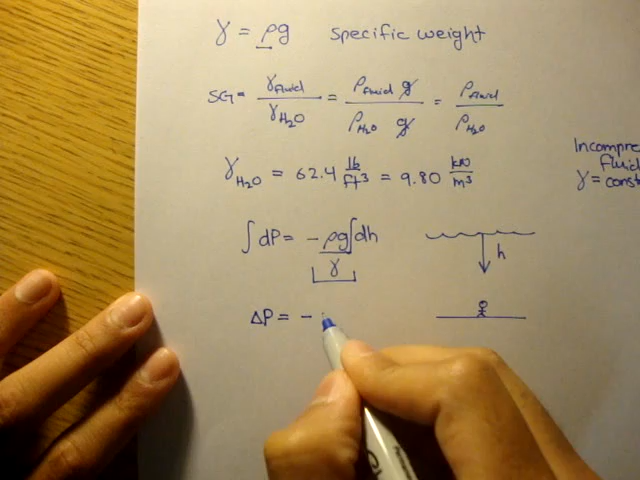 γ = ρg specific weight
SG = γfluid / γH₂O = ρfluid g / ρH₂O g = ρfluid / ρH₂O
γH₂O = 62.4 lb/ft³ = 9.80 kN/m³
Incompre
fluid
γ = const
∫dP = -ρg∫dh
γ
h
ΔP = -